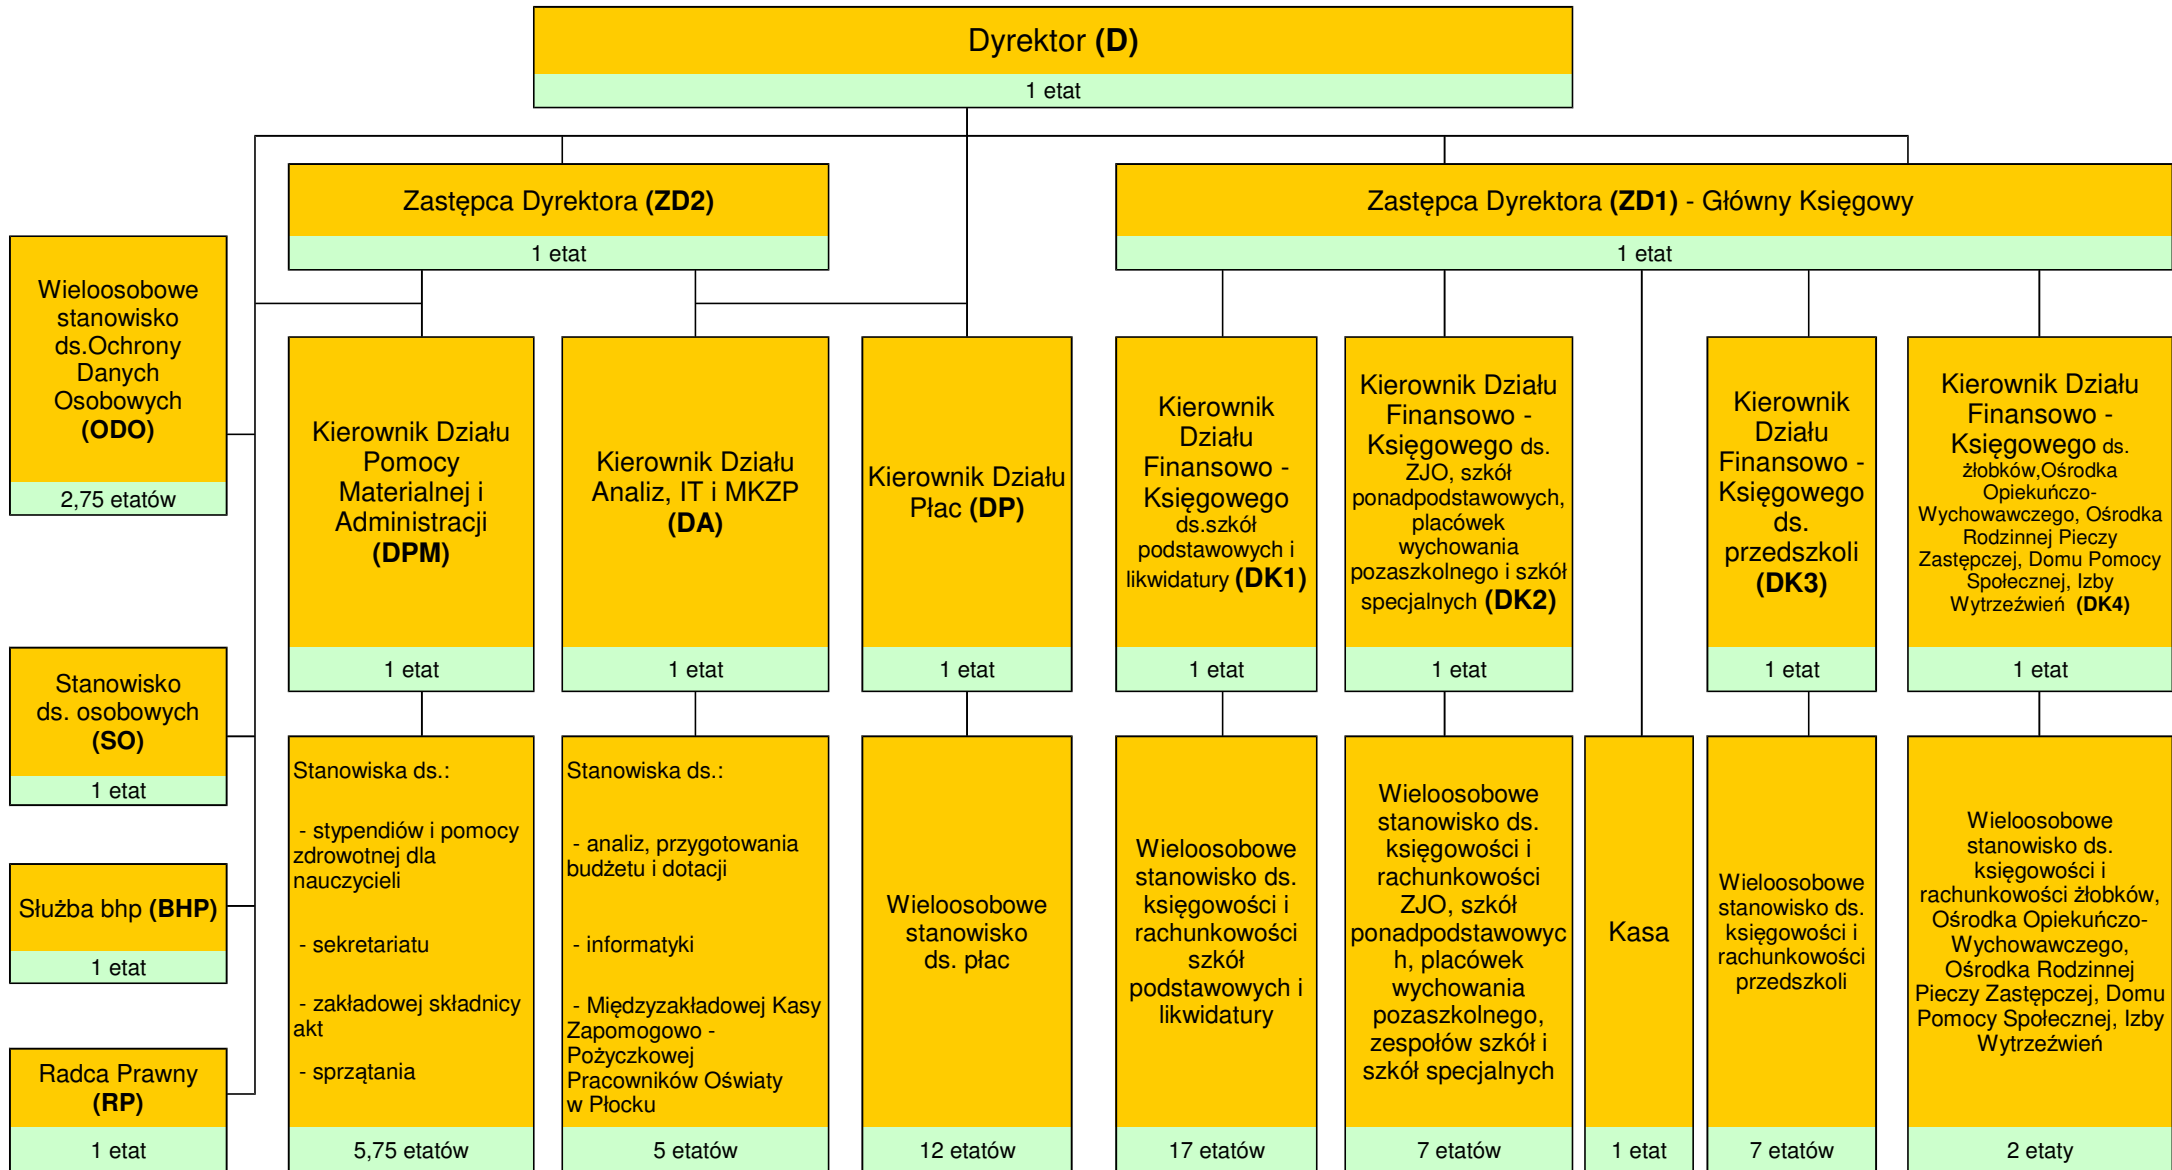 Dyrektor (D)
1 etat
Zastępca Dyrektora (ZD2)
1 etat
Zastępca Dyrektora (ZD1) - Główny Księgowy
1 etat
Wieloosobowe
stanowisko
ds.Ochrony
Danych
Osobowych
(ODO)
2,75 etatów
Stanowisko
ds. osobowych
(SO)
1 etat
Służba bhp (BHP)
1 etat
Radca Prawny
(RP)
1 etat
Kierownik Działu
Pomocy
Materialnej i
Administracji
(DPM)
1 etat
Kierownik Działu
Analiz, IT i MKZP
(DA)
1 etat
Kierownik Działu
Płac (DP)
1 etat
Kierownik
Działu
Finansowo -
Księgowego
ds.szkół
podstawowych i
likwidatury (DK1)
1 etat
Kierownik Działu
Finansowo -
Księgowego ds.
ZJO, szkół
ponadpodstawowych,
placówek
wychowania
pozaszkolnego i szkół
specjalnych (DK2)
1 etat
Kierownik
Działu
Finansowo -
Księgowego
ds.
przedszkoli
(DK3)
1 etat
Kierownik Działu
Finansowo -
Księgowego ds.
żłobków,Ośrodka
Opiekuńczo-
Wychowawczego, Ośrodka
Rodzinnej Pieczy
Zastępczej, Domu Pomocy
Społecznej, Izby
Wytrzeźwień (DK4)
1 etat
Stanowiska ds.:
- stypendiów i pomocy
zdrowotnej dla
nauczycieli
- sekretariatu
- zakładowej składnicy
akt
- sprzątania
5,75 etatów
Stanowiska ds.:
- analiz, przygotowania
budżetu i dotacji
- informatyki
- Międzyzakładowej Kasy
Zapomogowo -
Pożyczkowej
Pracowników Oświaty
w Płocku
5 etatów
Wieloosobowe
stanowisko
ds. płac
12 etatów
Wieloosobowe
stanowisko ds.
księgowości i
rachunkowości
szkół
podstawowych i
likwidatury
17 etatów
Wieloosobowe
stanowisko ds.
księgowości i
rachunkowości
ZJO, szkół
ponadpodstawowyc
h, placówek
wychowania
pozaszkolnego,
zespołów szkół i
szkół specjalnych
7 etatów
Kasa
1 etat
Wieloosobowe
stanowisko ds.
księgowości i
rachunkowości
przedszkoli
7 etatów
Wieloosobowe
stanowisko ds.
księgowości i
rachunkowości żłobków,
Ośrodka Opiekuńczo-
Wychowawczego,
Ośrodka Rodzinnej
Pieczy Zastępczej, Domu
Pomocy Społecznej, Izby
Wytrzeźwień
2 etaty